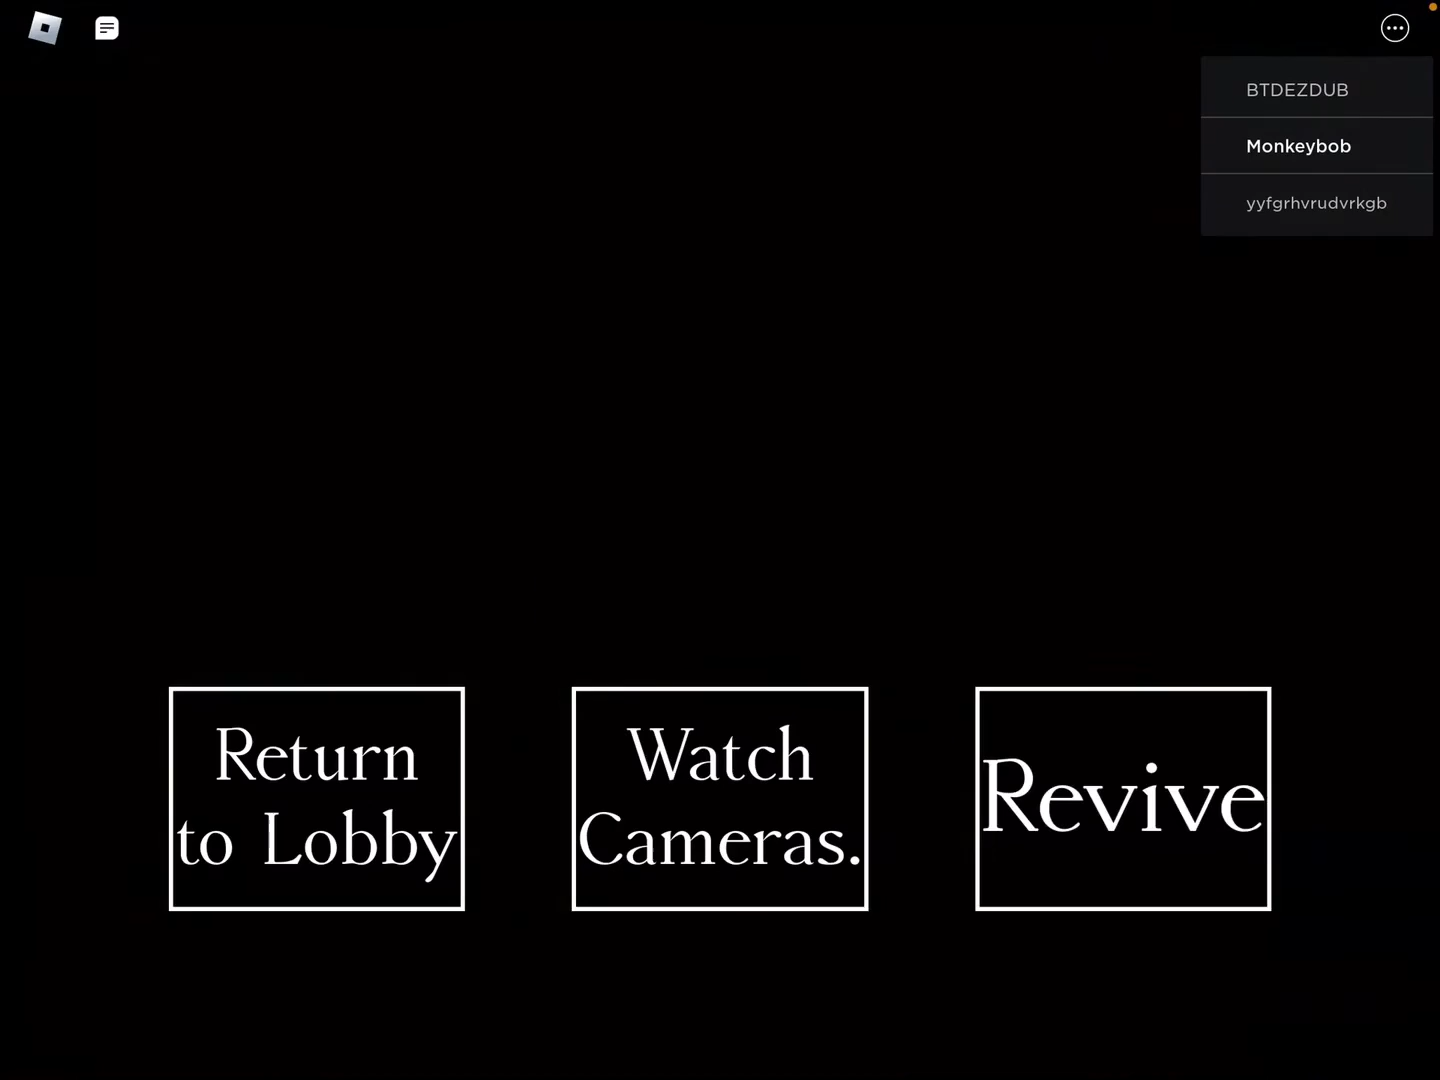 BTDEZDUB
Monkeybob
yyfgrhvrudvrkgb
Return
to Lobby
Watch
Cameras.
Revive